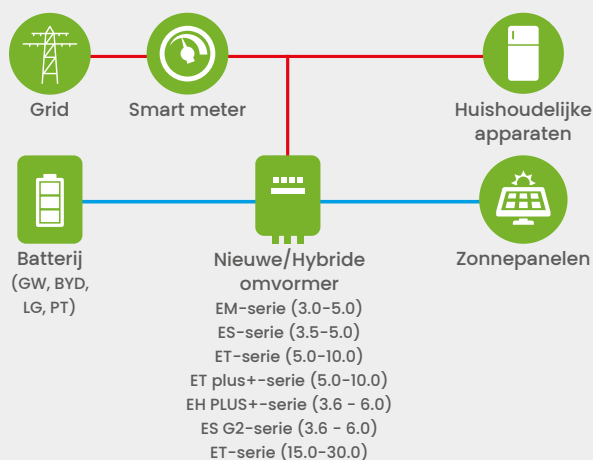 Grid
Smart meter
Huishoudelijke
apparaten
Batterij
(GW, BYD,
LG, PT)
Nieuwe/Hybride
omvormer
EM-serie (3.0-5.0)
ES-serie (3.5-5.0)
ET-serie (5.0-10.0)
ET plus+-serie (5.0-10.0)
EH PLUS+-serie (3.6 - 6.0)
ES G2-serie (3.6 - 6.0)
ET-serie (15.0-30.0)
Zonnepanelen